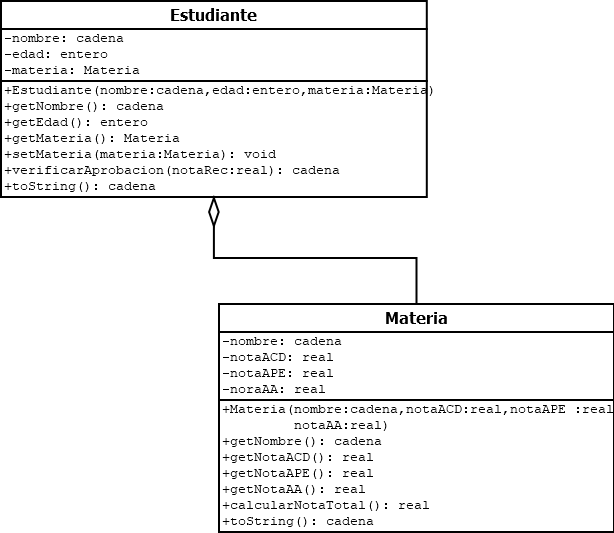 Estudiante
-nombre: cadena
-edad: entero
-materia: Materia
+Estudiante(nombre:cadena,edad:entero,materia:Materia)
+getNombre(): cadena
+getEdad(): entero
+getMateria(): Materia
+setMateria(materia:Materia): void
+verificarAprobacion(notaRec:real): cadena
+toString(): cadena
Materia
-nombre: cadena
-notaACD: real
-notaAPE: real
-noraAA: real
+Materia(nombre:cadena,notaACD:real,notaAPE :real
notaAA:real)
+getNombre(): cadena
+getNotaACD(): real
+getNotaAPE(): real
+getNotaAA(): real
+calcularNotaTotal(): real
+toString(): cadena